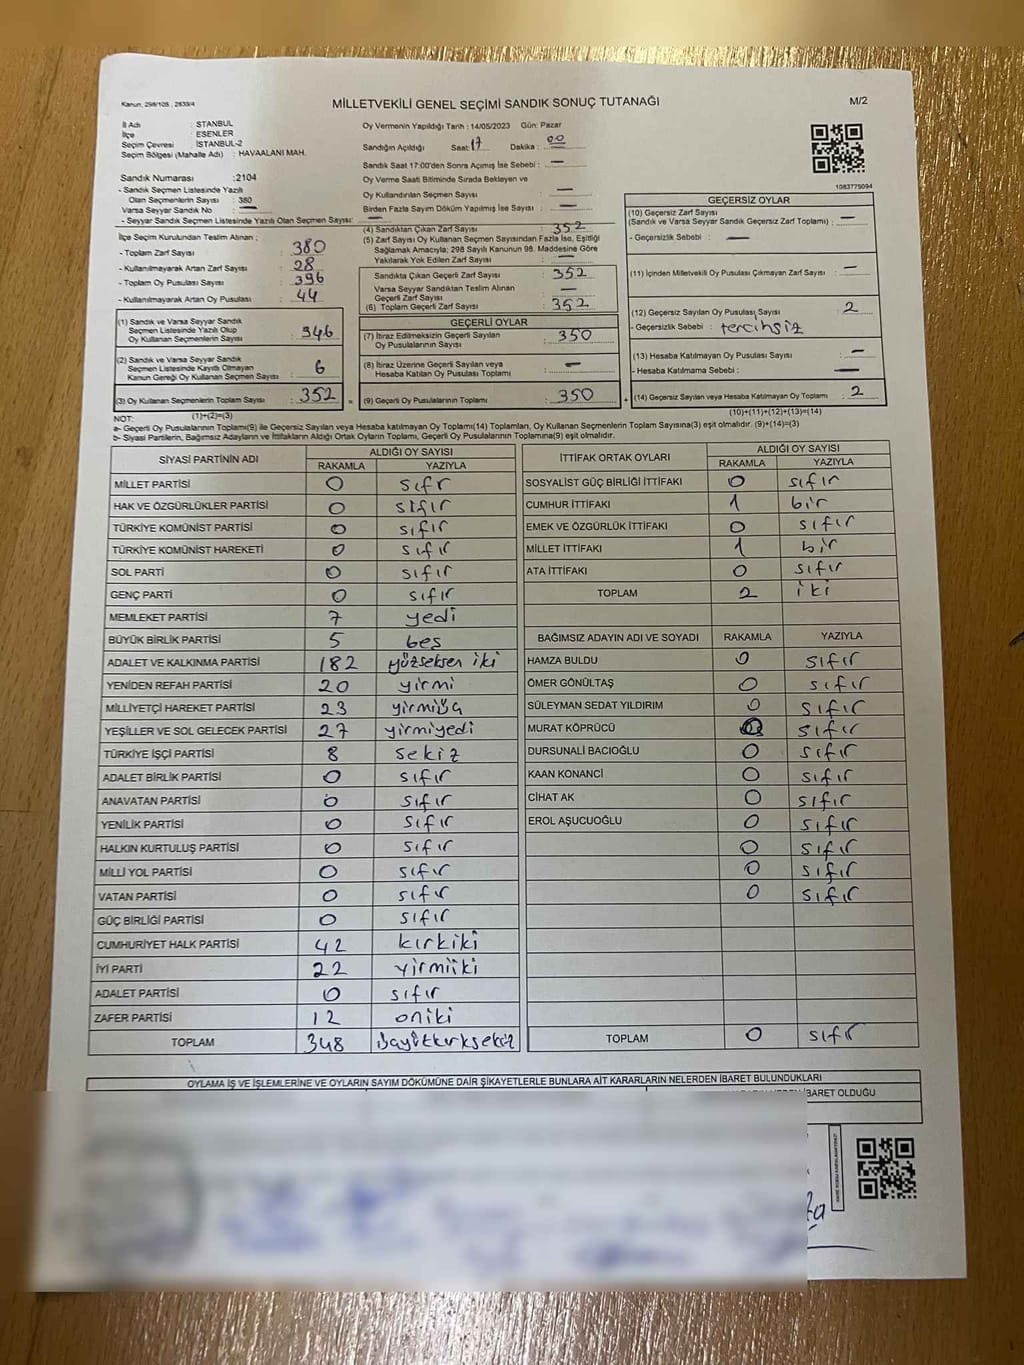 Kanun, 298/105 , 2839/4
MİLLETVEKİLİ GENEL SEÇİMİ SANDIK SONUÇ TUTANAĞI
M/2
İl Adı : STANBUL
İlçe : ESENLER
Seçim Çevresi : İSTANBUL-2
Seçim Bölgesi (Mahalle Adı) : HAVAALANI MAH.
Sandık Numarası :2104
- Sandık Seçmen Listesinde Yazılı
Olan Seçmenlerin Sayısı : 380
Varsa Seyyar Sandık No : —
- Seyyar Sandık Seçmen Listesinde Yazılı Olan Seçmen Sayısı: —
İlçe Seçim Kurulundan Teslim Alınan ;
- Toplam Zarf Sayısı : 380
- Kullanılmayarak Artan Zarf Sayısı : 28
- Toplam Oy Pusulası Sayısı : 396
- Kullanılmayarak Artan Oy Pusulası : 44
(1) Sandık ve Varsa Seyyar Sandık
Seçmen Listesinde Yazılı Olup
Oy Kullanan Seçmenlerin Sayısı : 346
(2) Sandık ve Varsa Seyyar Sandık
Seçmen Listesinde Kayıtlı Olmayan
Kanun Gereği Oy Kullanan Seçmen Sayısı : 6
(3) Oy Kullanan Seçmenlerin Toplam Sayısı : 352
Oy Vermenin Yapıldığı Tarih : 14/05/2023 Gün: Pazar
Sandığın Açıldığı Saat: 17 Dakika : 00
Sandık Saat 17:00'den Sonra Açımış İse Sebebi : —
Oy Verme Saati Bitiminde Sırada Bekleyen ve
Oy Kullandırılan Seçmen Sayısı : —
Birden Fazla Sayım Döküm Yapılmış İse Sayısı : —
(4) Sandıktan Çıkan Zarf Sayısı : 352
(5) Zarf Sayısı Oy Kullanan Seçmen Sayısından Fazla İse, Eşitliği
Sağlamak Amacıyla; 298 Sayılı Kanunun 98. Maddesine Göre
Yakılarak Yok Edilen Zarf Sayısı : —
Sandıkta Çıkan Geçerli Zarf Sayısı : 352
Varsa Seyyar Sandıktan Teslim Alınan
Geçerli Zarf Sayısı : —
(6) Toplam Geçerli Zarf Sayısı : 352
GEÇERLİ OYLAR
(7) İtiraz Edilmeksizin Geçerli Sayılan
Oy Pusulalarının Sayısı : 350
(8) İtiraz Üzerine Geçerli Sayılan veya
Hesaba Katılan Oy Pusulası Toplamı : —
= (9) Geçerli Oy Pusulalarının Toplamı : 350
1083775094
GEÇERSİZ OYLAR
(10) Geçersiz Zarf Sayısı
(Sandık ve Varsa Seyyar Sandık Geçersiz Zarf Toplamı) : —
- Geçersizlik Sebebi : —
(11) İçinden Milletvekili Oy Pusulası Çıkmayan Zarf Sayısı : —
(12) Geçersiz Sayılan Oy Pusulası Sayısı : 2
- Geçersizlik Sebebi : tercihsiz
(13) Hesaba Katılmayan Oy Pusulası Sayısı : —
- Hesaba Katılmama Sebebi : —
+ (14) Geçersiz Sayılan veya Hesaba Katılmayan Oy Toplamı : 2
NOT: (1)+(2)=(3) (10)+(11)+(12)+(13)=(14)
a- Geçerli Oy Pusulalarının Toplamı(9) ile Geçersiz Sayılan veya Hesaba Katılmayan Oy Toplamı(14) Toplamları, Oy Kullanan Seçmenlerin Toplam Sayısına(3) eşit olmalıdır. (9)+(14)=(3)
b- Siyasi Partilerin, Bağımsız Adayların ve İttifakların Aldığı Ortak Oyların Toplamı, Geçerli Oy Pusulalarının Toplamına(9) eşit olmalıdır.
SİYASİ PARTİNİN ADI ALDIĞI OY SAYISI
RAKAMLA YAZIYLA
MİLLET PARTİSİ 0 sıfr
HAK VE ÖZGÜRLÜKLER PARTİSİ 0 sıfır
TÜRKİYE KOMÜNİST PARTİSİ 0 sıfır
TÜRKİYE KOMÜNİST HAREKETİ 0 sıfır
SOL PARTİ 0 sıfır
GENÇ PARTİ 0 sıfır
MEMLEKET PARTİSİ 7 yedi
BÜYÜK BİRLİK PARTİSİ 5 beş
ADALET VE KALKINMA PARTİSİ 182 yüzseksen iki
YENİDEN REFAH PARTİSİ 20 yirmi
MİLLİYETÇİ HAREKET PARTİSİ 23
YEŞİLLER VE SOL GELECEK PARTİSİ 27 yirmiyedi
TÜRKİYE İŞÇİ PARTİSİ 8 sekiz
ADALET BİRLİK PARTİSİ 0 sıfır
ANAVATAN PARTİSİ 0 sıfır
YENİLİK PARTİSİ 0 sıfır
HALKIN KURTULUŞ PARTİSİ 0 sıfır
MİLLİ YOL PARTİSİ 0 sıfır
VATAN PARTİSİ 0 sıfır
GÜÇ BİRLİĞİ PARTİSİ 0 sıfır
CUMHURİYET HALK PARTİSİ 42 kırkiki
İYİ PARTİ 22 yirmiiki
ADALET PARTİSİ 0 sıfır
ZAFER PARTİSİ 12 oniki
TOPLAM 348
İTTİFAK ORTAK OYLARI ALDIĞI OY SAYISI
RAKAMLA YAZIYLA
SOSYALİST GÜÇ BİRLİĞİ İTTİFAKI 0 sıfır
CUMHUR İTTİFAKI 1 bir
EMEK VE ÖZGÜRLÜK İTTİFAKI 0 sıfır
MİLLET İTTİFAKI 1 bir
ATA İTTİFAKI 0 sıfır
TOPLAM 2 iki
BAĞIMSIZ ADAYIN ADI VE SOYADI RAKAMLA YAZIYLA
HAMZA BULDU 0 sıfır
ÖMER GÖNÜLTAŞ 0 sıfır
SÜLEYMAN SEDAT YILDIRIM 0 sıfır
MURAT KÖPRÜCÜ 0 sıfır
DURSUNALİ BACIOĞLU 0 sıfır
KAAN KONANCİ 0 sıfır
CİHAT AK 0 sıfır
EROL AŞUCUOĞLU 0 sıfır
0 sıfır
0 sıfır
0 sıfır
TOPLAM 0 sıfır
OYLAMA İŞ VE İŞLEMLERİNE VE OYLARIN SAYIM DÖKÜMÜNE DAİR ŞİKAYETLERLE BUNLARA AİT KARARLARIN NELERDEN İBARET BULUNDUKLARI
İBARET OLDUĞU